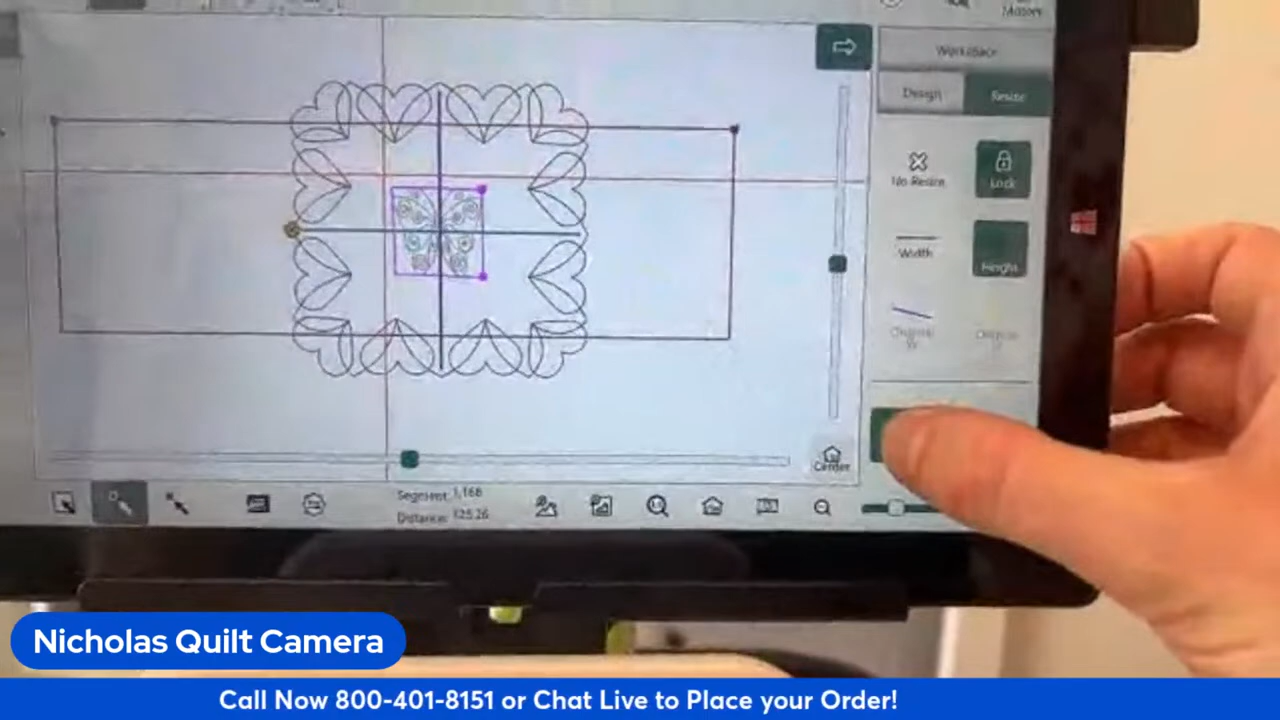 Workspace
Design
Resize
No Resize
Lock
Width
Height
Center
Segment: 1,168
Distance: 125.26
Nicholas Quilt Camera
Call Now 800-401-8151 or Chat Live to Place your Order!